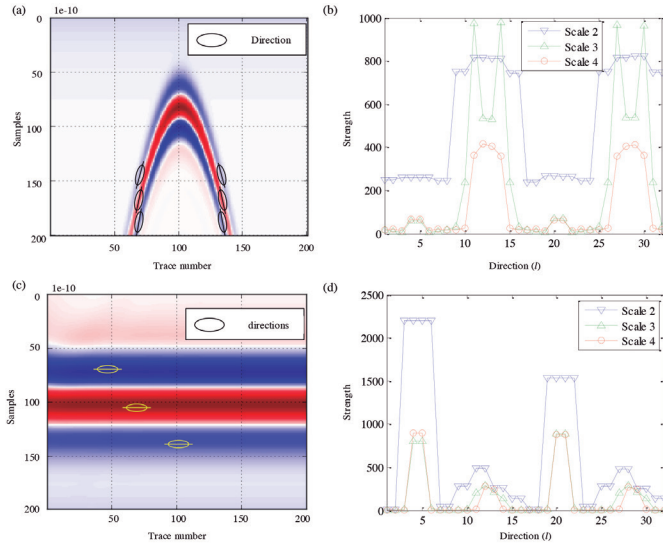 (a)
1e-10
Direction
0
50
100
150
200
Samples
50
100
150
200
Trace number
(b)
1000
800
600
400
200
0
Strength
Scale 2
Scale 3
Scale 4
5
10
15
20
25
30
Direction (l)
(c)
1e-10
directions
0
50
100
150
200
Samples
50
100
150
200
Trace number
(d)
2500
2000
1500
1000
500
0
Strength
Scale 2
Scale 3
Scale 4
5
10
15
20
25
30
Direction (l)